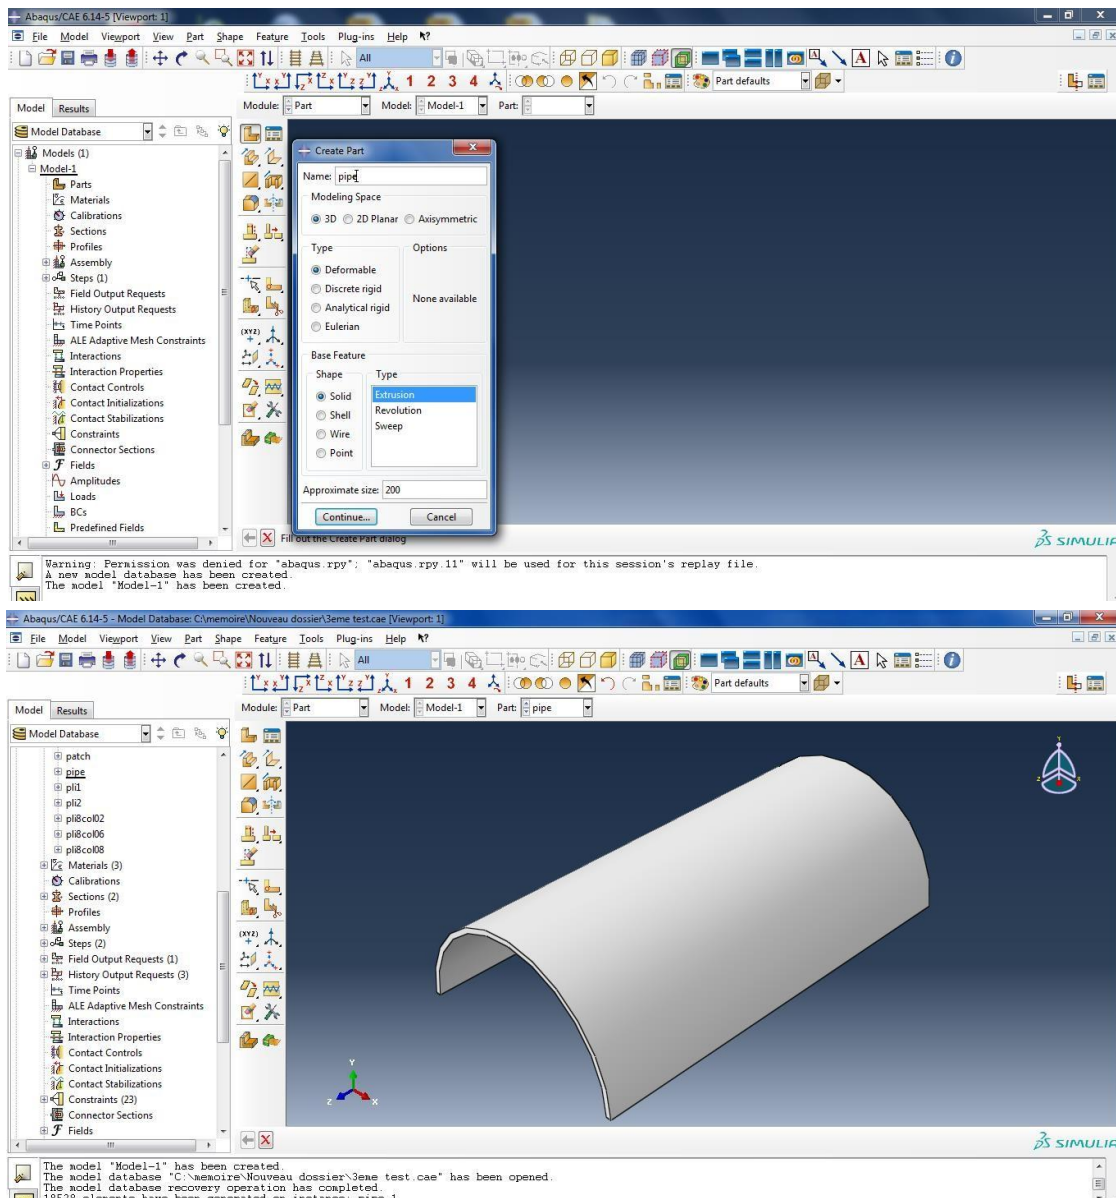 Abaqus/CAE 6.14-5 [Viewport: 1]
File Model Viewport View Part Shape Feature Tools Plug-ins Help
All
1 2 3 4 Part defaults
Model Results
Module: Part Model: Model-1 Part:
Model Database
Models (1)
Model-1
Parts
Materials
Calibrations
Sections
Profiles
Assembly
Steps (1)
Field Output Requests
History Output Requests
Time Points
ALE Adaptive Mesh Constraints
Interactions
Interaction Properties
Contact Controls
Contact Initializations
Contact Stabilizations
Constraints
Connector Sections
Fields
Amplitudes
Loads
BCs
Predefined Fields
(XYZ)
Create Part
Name: pipe
Modeling Space
3D 2D Planar Axisymmetric
Type Options
Deformable
Discrete rigid
Analytical rigid
Eulerian
None available
Base Feature
Shape Type
Solid Extrusion
Shell Revolution
Wire Sweep
Point
Approximate size: 200
Continue... Cancel
Fill out the Create Part dialog
SIMULIA
Warning: Permission was denied for "abaqus.rpy"; "abaqus.rpy.11" will be used for this session's replay file.
A new model database has been created.
The model "Model-1" has been created.
Abaqus/CAE 6.14-5 - Model Database: C:\memoire\Nouveau dossier\3eme test.cae [Viewport: 1]
File Model Viewport View Part Shape Feature Tools Plug-ins Help
All
1 2 3 4 Part defaults
Model Results
Module: Part Model: Model-1 Part: pipe
Model Database
patch
pipe
pli1
pli2
pli8col02
pli8col06
pli8col08
Materials (3)
Calibrations
Sections (2)
Profiles
Assembly
Steps (2)
Field Output Requests (1)
History Output Requests (3)
Time Points
ALE Adaptive Mesh Constraints
Interactions
Interaction Properties
Contact Controls
Contact Initializations
Contact Stabilizations
Constraints (23)
Connector Sections
Fields
(XYZ)
Y
Z X
Y
Z X
SIMULIA
The model "Model-1" has been created.
The model database "C:\memoire\Nouveau dossier\3eme test.cae" has been opened.
The model database recovery operation has completed.
18528 elements have been generated on instance: pipe-1